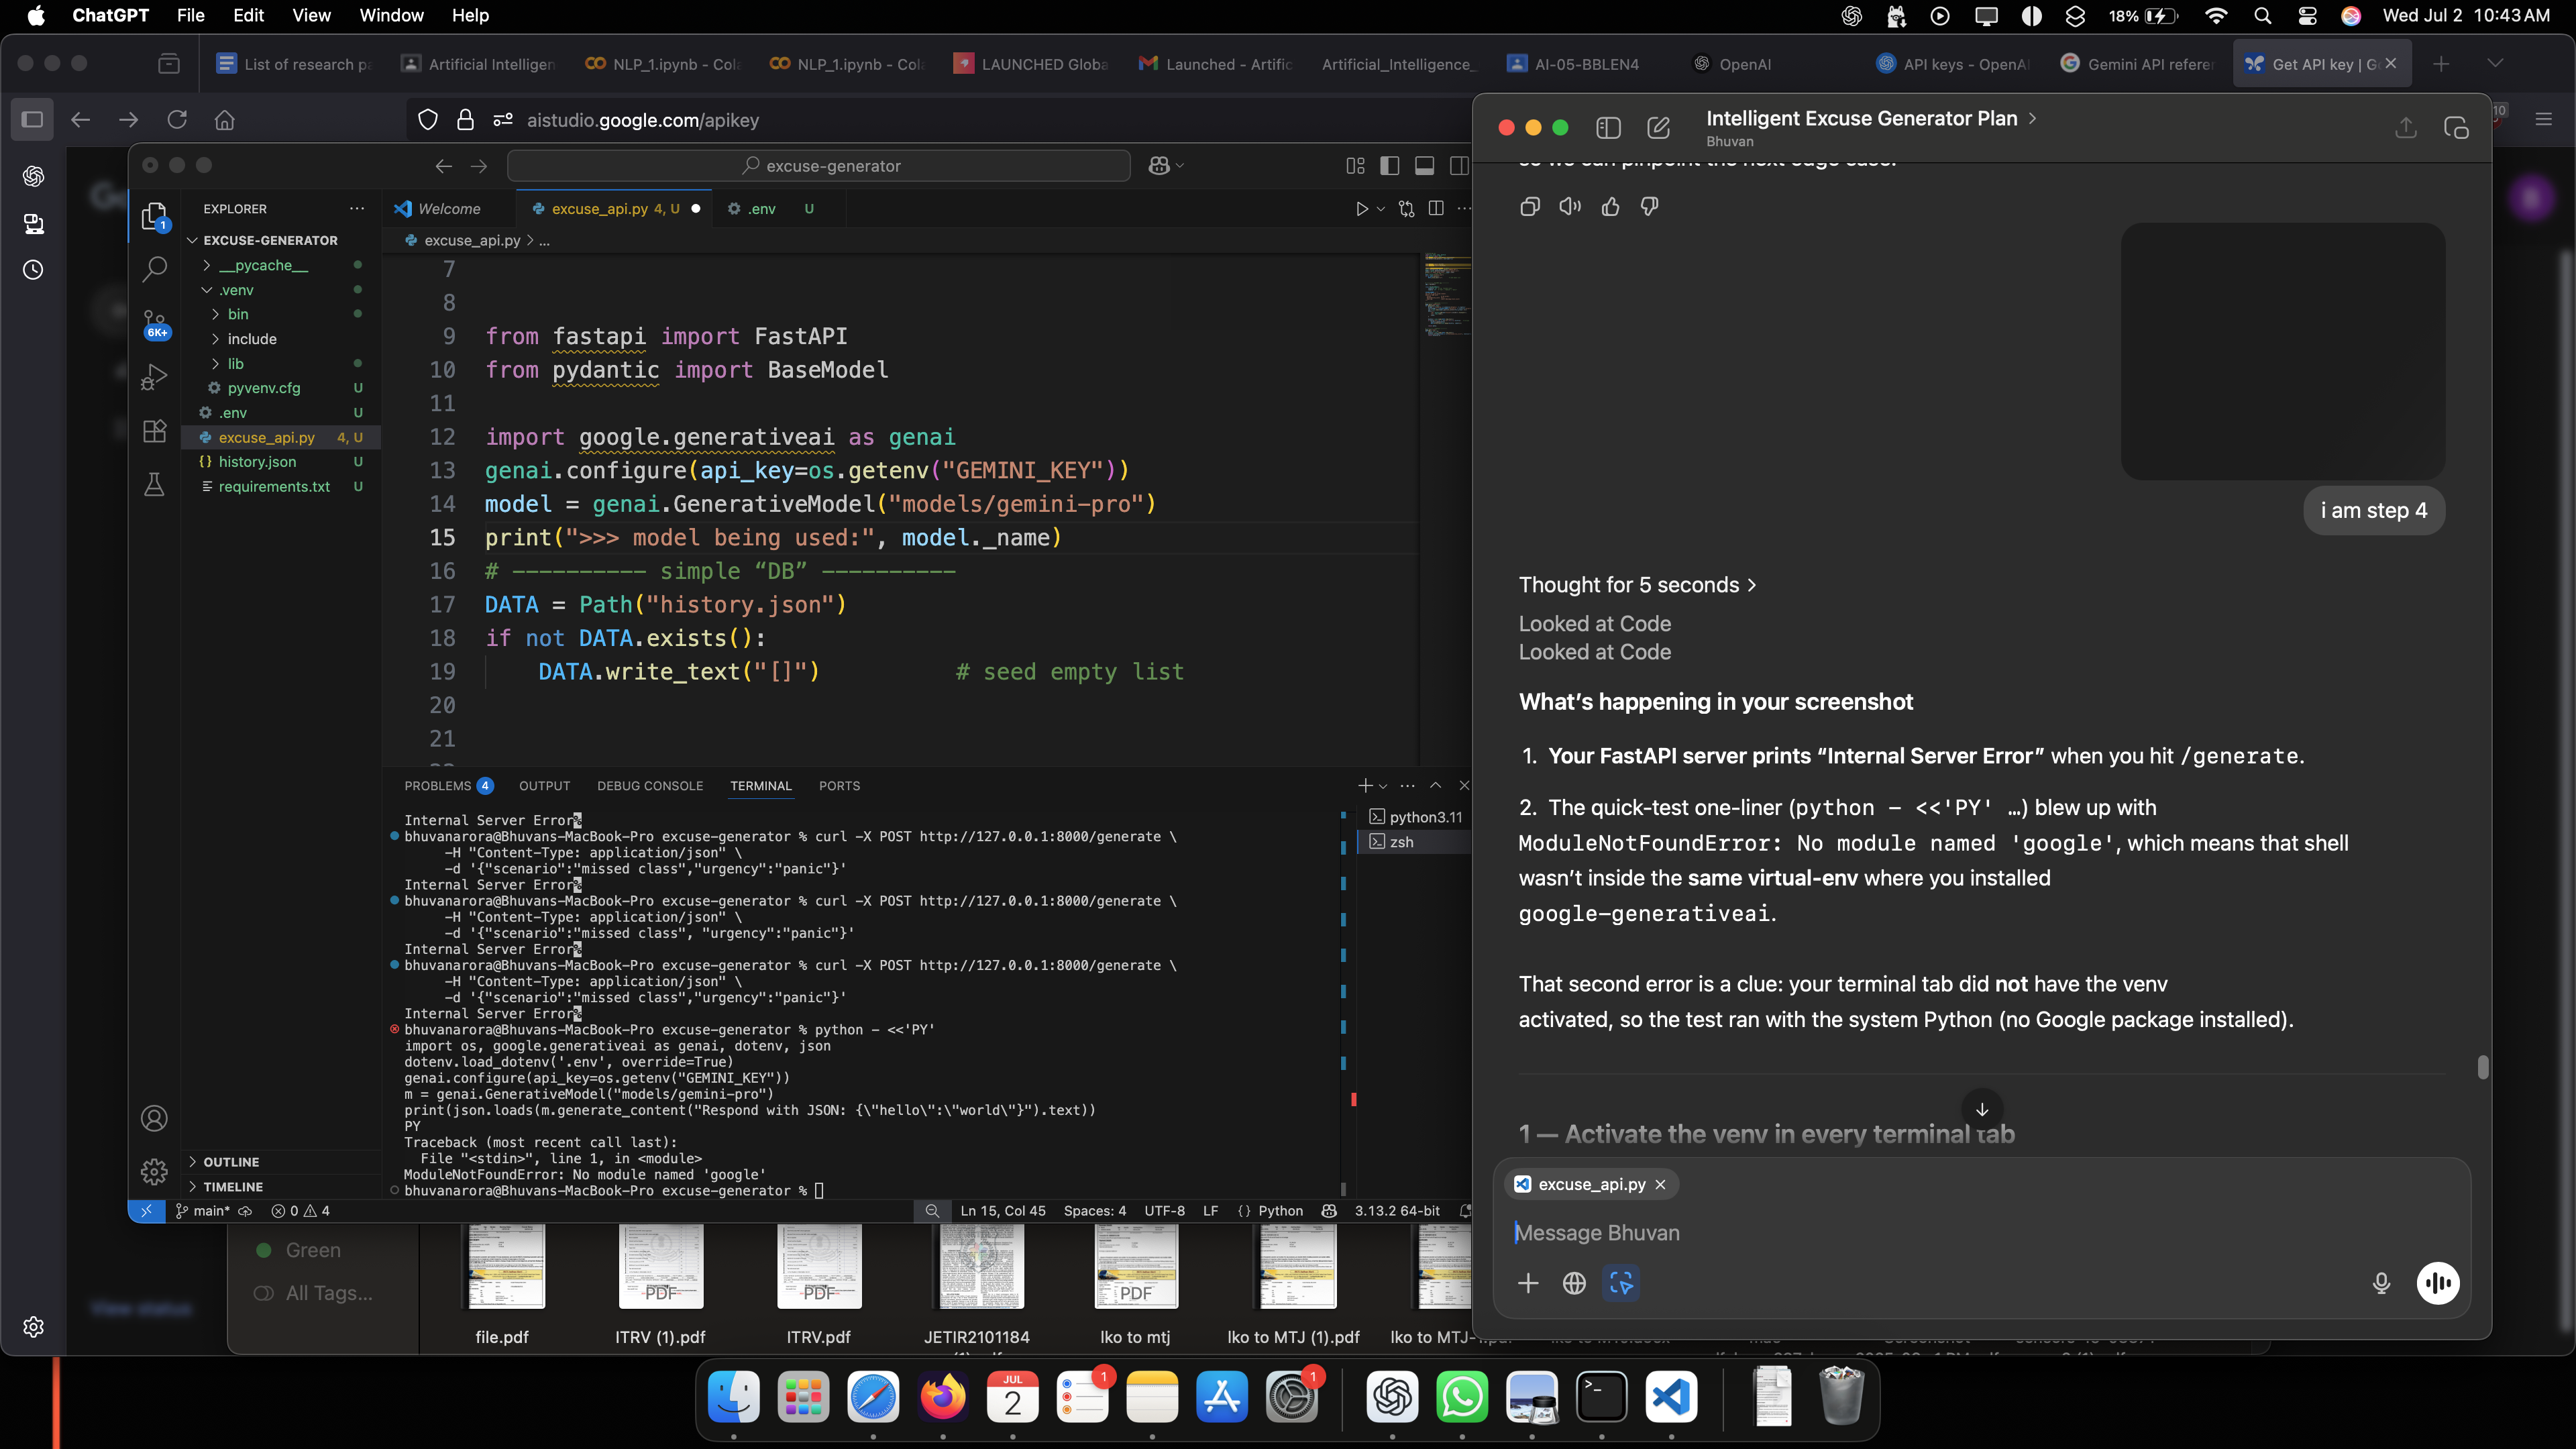 ChatGPT File Edit View Window Help
18% Wed Jul 2 10:43 AM
List of research pa
Artificial Intelligen
NLP_1.ipynb - Cola
NLP_1.ipynb - Cola
LAUNCHED Globa
Launched - Artific
Artificial_Intelligence_
AI-05-BBLEN4
OpenAI
API keys - OpenAI
Gemini API referen
Get API key | G
aistudio.google.com/apikey
10
excuse-generator
EXPLORER
EXCUSE-GENERATOR
__pycache__
.venv
bin
include
lib
pyvenv.cfg U
.env U
excuse_api.py 4, U
history.json U
requirements.txt U
OUTLINE
TIMELINE
1
6K+
Welcome
excuse_api.py 4, U
.env U
excuse_api.py > ...
7
8
9 from fastapi import FastAPI
10 from pydantic import BaseModel
11
12 import google.generativeai as genai
13 genai.configure(api_key=os.getenv("GEMINI_KEY"))
14 model = genai.GenerativeModel("models/gemini-pro")
15 print(">>> model being used:", model._name)
16 # ---------- simple “DB” ----------
17 DATA = Path("history.json")
18 if not DATA.exists():
19 DATA.write_text("[]") # seed empty list
20
21
PROBLEMS 4 OUTPUT DEBUG CONSOLE TERMINAL PORTS
python3.11
zsh
Internal Server Error%
bhuvanarora@Bhuvans-MacBook-Pro excuse-generator % curl -X POST http://127.0.0.1:8000/generate \
-H "Content-Type: application/json" \
-d '{"scenario":"missed class","urgency":"panic"}'
Internal Server Error%
bhuvanarora@Bhuvans-MacBook-Pro excuse-generator % curl -X POST http://127.0.0.1:8000/generate \
-H "Content-Type: application/json" \
-d '{"scenario":"missed class", "urgency":"panic"}'
Internal Server Error%
bhuvanarora@Bhuvans-MacBook-Pro excuse-generator % curl -X POST http://127.0.0.1:8000/generate \
-H "Content-Type: application/json" \
-d '{"scenario":"missed class","urgency":"panic"}'
Internal Server Error%
bhuvanarora@Bhuvans-MacBook-Pro excuse-generator % python - <<'PY'
import os, google.generativeai as genai, dotenv, json
dotenv.load_dotenv('.env', override=True)
genai.configure(api_key=os.getenv("GEMINI_KEY"))
m = genai.GenerativeModel("models/gemini-pro")
print(json.loads(m.generate_content("Respond with JSON: {\"hello\":\"world\"}").text))
PY
Traceback (most recent call last):
File "<stdin>", line 1, in <module>
ModuleNotFoundError: No module named 'google'
bhuvanarora@Bhuvans-MacBook-Pro excuse-generator %
main* 0 4
Ln 15, Col 45 Spaces: 4 UTF-8 LF {} Python 3.13.2 64-bit
Intelligent Excuse Generator Plan >
Bhuvan
so we can pinpoint the next edge case.
i am step 4
Thought for 5 seconds >
Looked at Code
Looked at Code
What’s happening in your screenshot
1. Your FastAPI server prints “Internal Server Error” when you hit /generate.
2. The quick-test one-liner (python - <<'PY' …) blew up with
ModuleNotFoundError: No module named 'google', which means that shell
wasn’t inside the same virtual-env where you installed
google-generativeai.
That second error is a clue: your terminal tab did not have the venv
activated, so the test ran with the system Python (no Google package installed).
1 — Activate the venv in every terminal tab
excuse_api.py
Message Bhuvan
View status
Green
All Tags...
PDF
PDF
PDF
file.pdf
ITRV (1).pdf
ITRV.pdf
JETIR2101184
lko to mtj
lko to MTJ (1).pdf
JUL
2
1
1